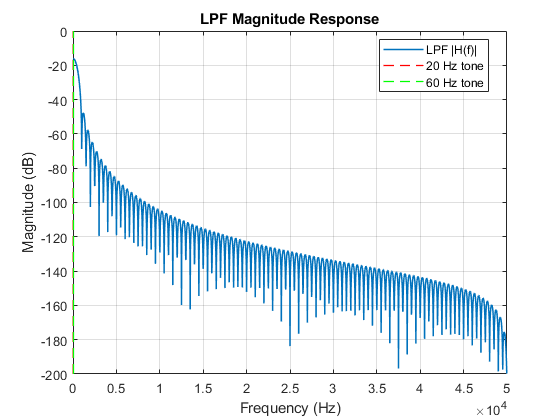 LPF Magnitude Response
LPF |H(f)|
20 Hz tone
60 Hz tone
Magnitude (dB)
0
-20
-40
-60
-80
-100
-120
-140
-160
-180
-200
0 0.5 1 1.5 2 2.5 3 3.5 4 4.5 5
Frequency (Hz)
×10⁴